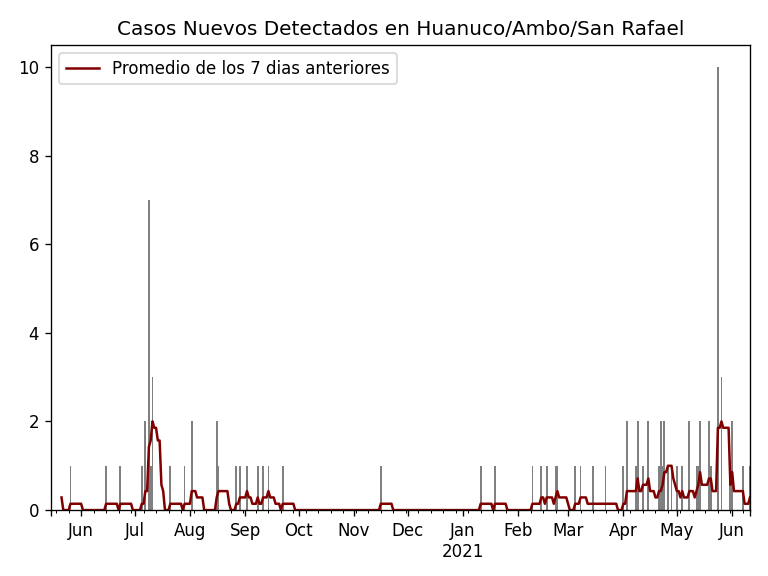 Casos Nuevos Detectados en Huanuco/Ambo/San Rafael
Promedio de los 7 dias anteriores
10
8
6
4
2
0
Jun Jul Aug Sep Oct Nov Dec Jan Feb Mar Apr May Jun
2021